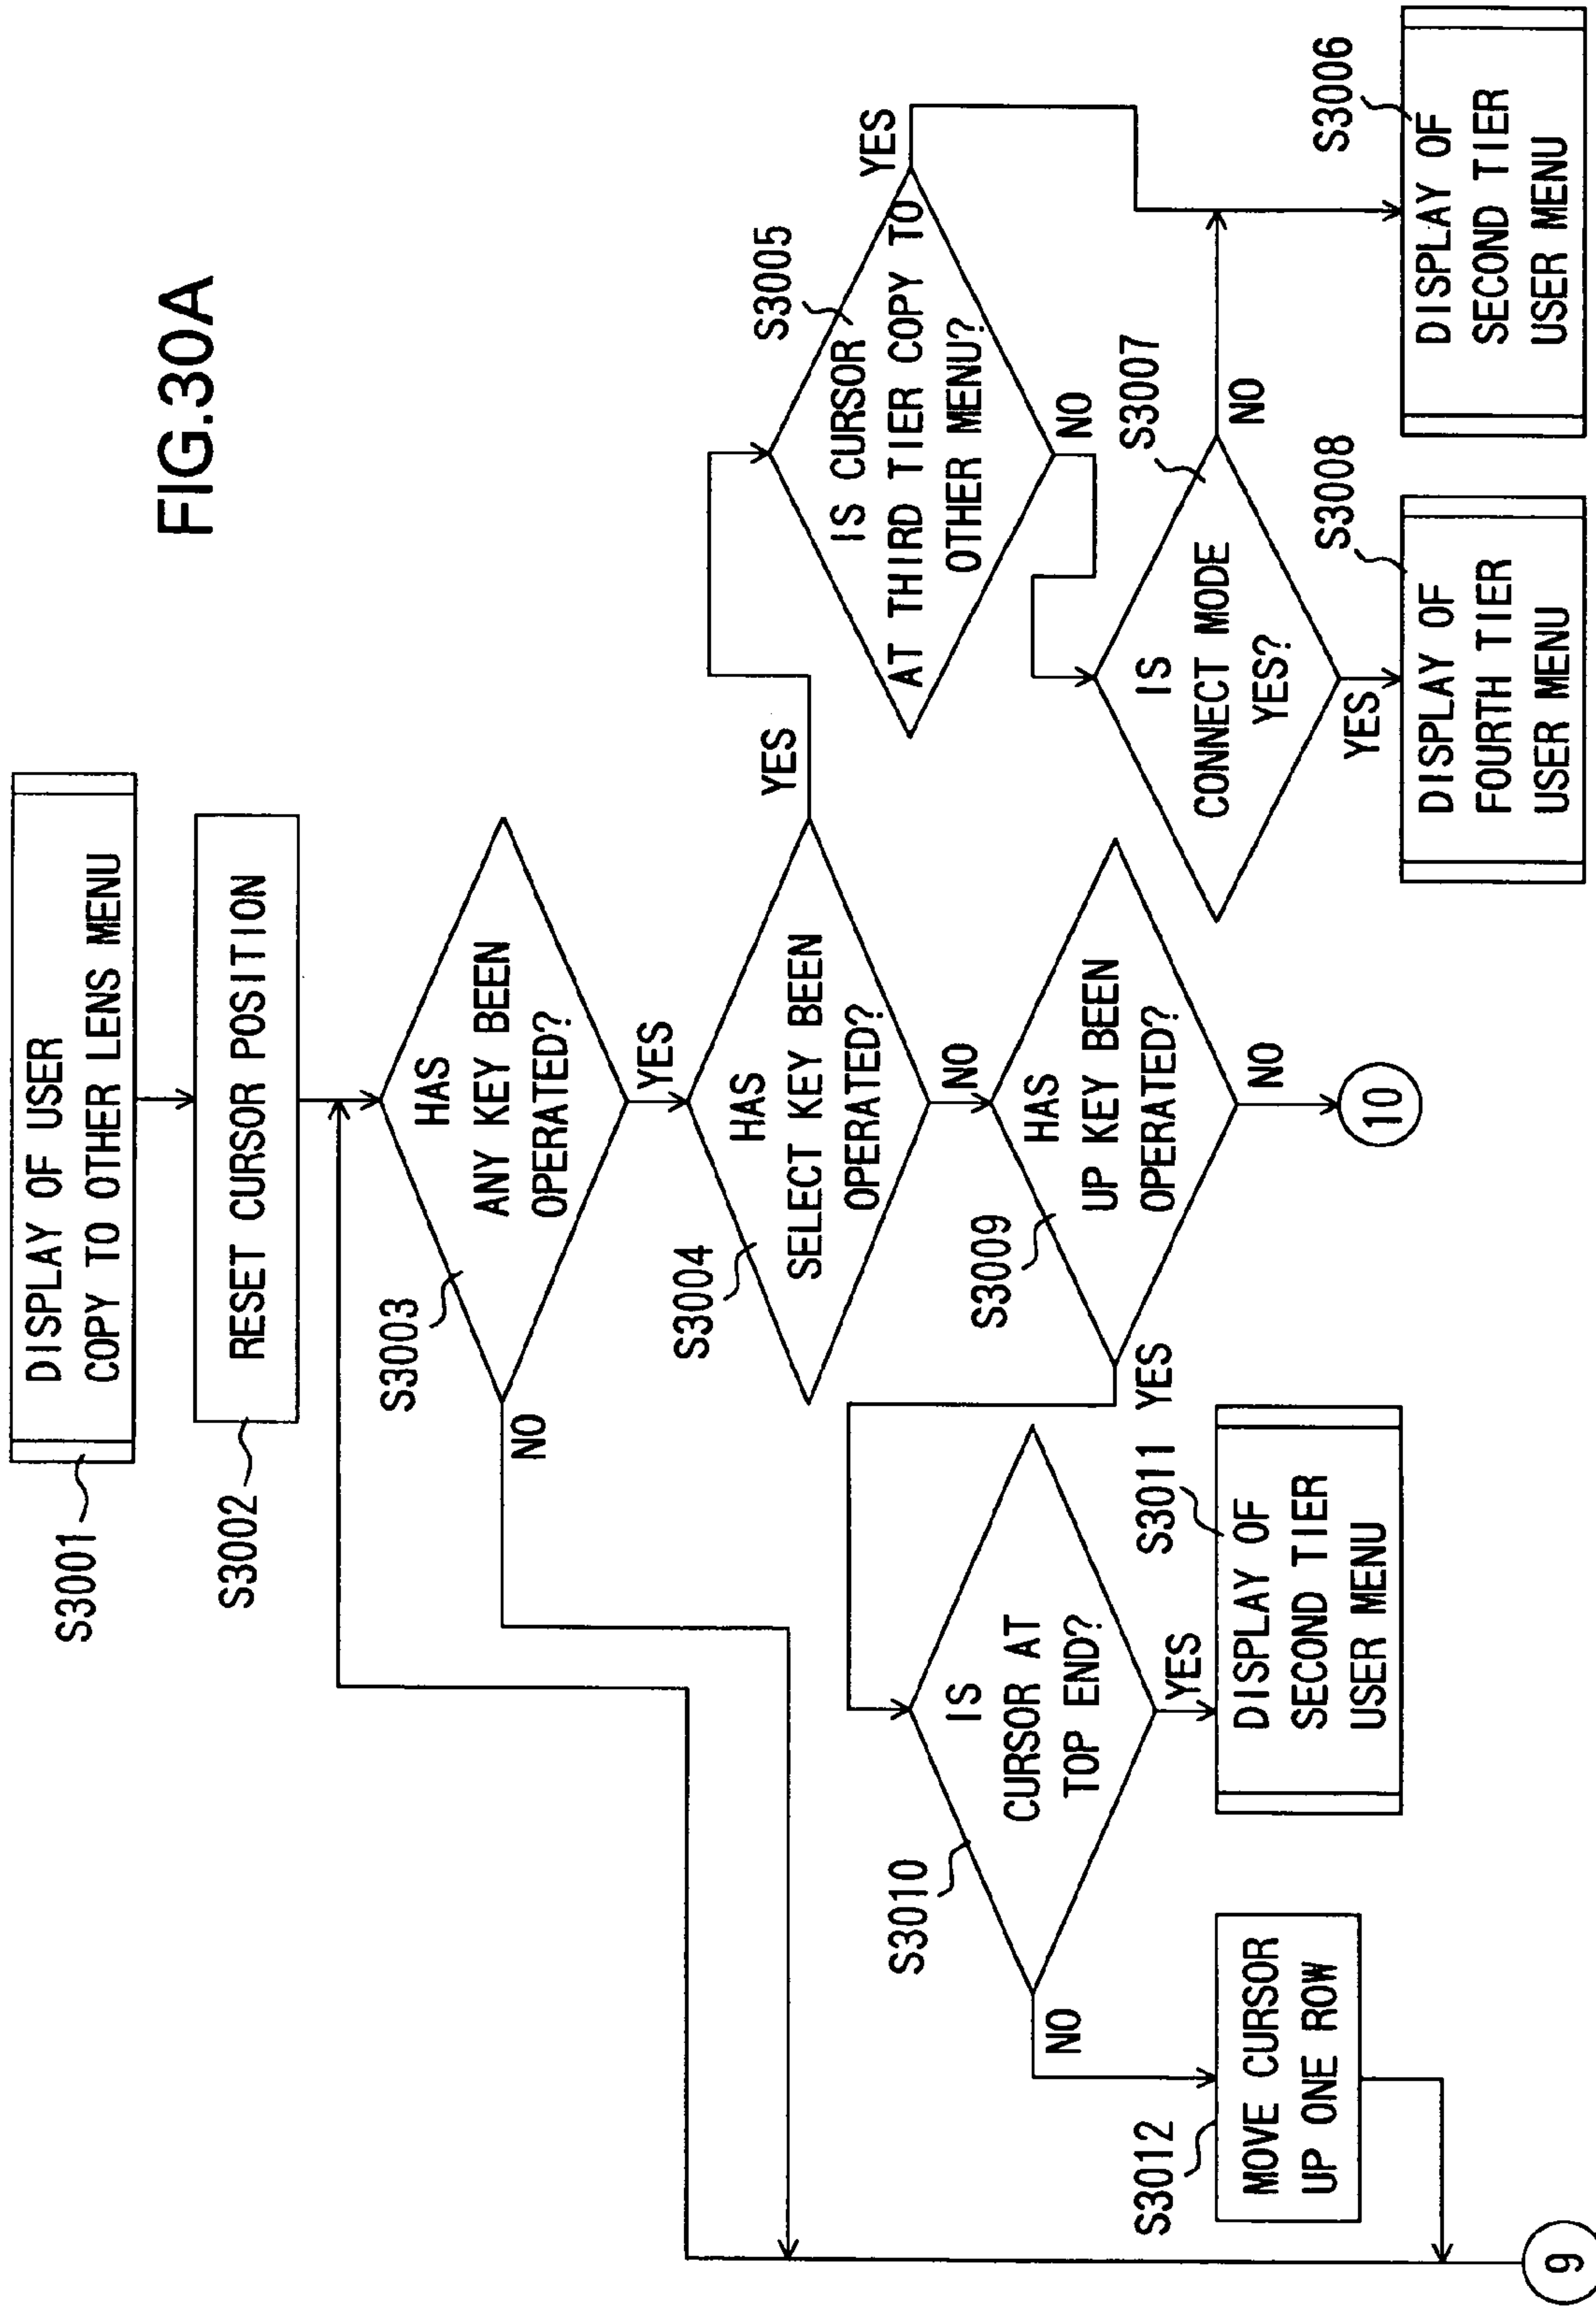 FIG.30A
S3001
DISPLAY OF USER
COPY TO OTHER LENS MENU
S3002
RESET CURSOR POSITION
S3003
HAS
ANY KEY BEEN
OPERATED?
NO
YES
S3004
HAS
SELECT KEY BEEN
OPERATED?
YES
NO
S3005
IS CURSOR
AT THIRD TIER COPY TO
OTHER MENU?
YES
NO
S3007
IS
CONNECT MODE
YES?
NO
YES
S3006
DISPLAY OF
SECOND TIER
USER MENU
S3008
DISPLAY OF
FOURTH TIER
USER MENU
S3009
HAS
UP KEY BEEN
OPERATED?
YES
NO
10
S3010
IS
CURSOR AT
TOP END?
YES
NO
S3011
DISPLAY OF
SECOND TIER
USER MENU
S3012
MOVE CURSOR
UP ONE ROW
9